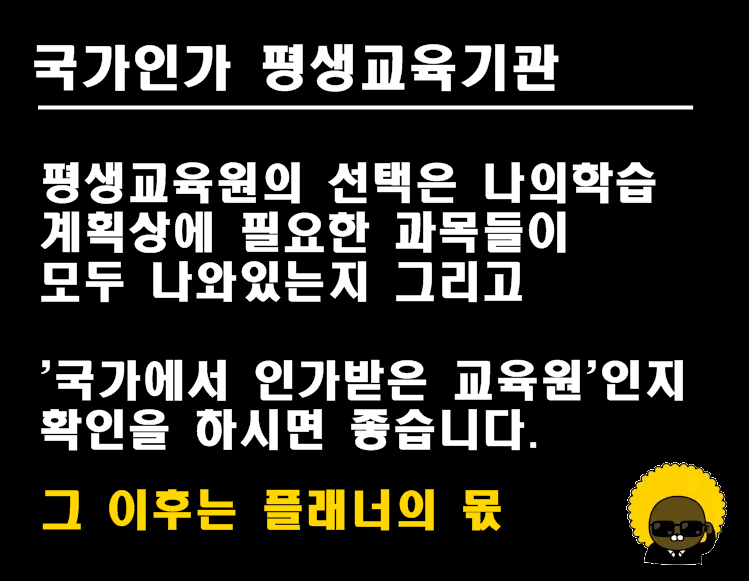 국가인가 평생교육기관
평생교육원의 선택은 나의학습
계획상에 필요한 과목들이
모두 나와있는지 그리고
'국가에서 인가받은 교육원'인지
확인을 하시면 좋습니다.
그 이후는 플래너의 몫